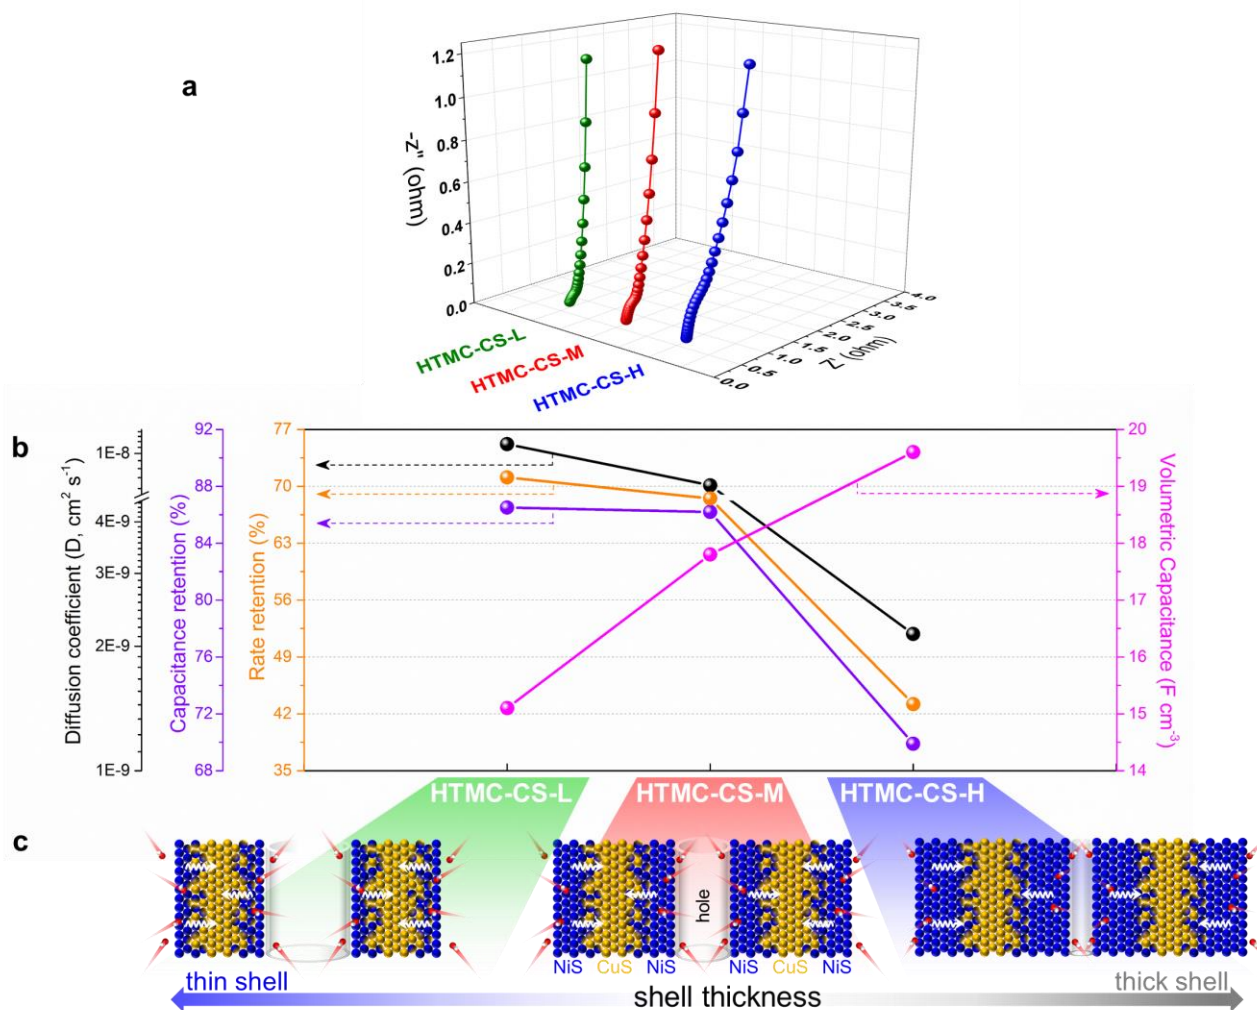 a
1.2
1.0
0.8
0.6
0.4
0.2
0.0
-z" (ohm)
HTMC-CS-L
HTMC-CS-M
HTMC-CS-H
0.0
0.5
1.0
1.5
2.0
2.5
3.0
3.5
4.0
Z' (ohm)
b
Diffusion coefficient (D, cm² s⁻¹)
1E-8
4E-9
3E-9
2E-9
1E-9
Capacitance retention (%)
92
88
84
80
76
72
68
Rate retention (%)
77
70
63
56
49
42
35
20
19
18
17
16
15
14
Volumetric Capacitance (F cm⁻³)
HTMC-CS-L HTMC-CS-M HTMC-CS-H
c
hole
NiS CuS NiS NiS CuS NiS
thin shell shell thickness thick shell